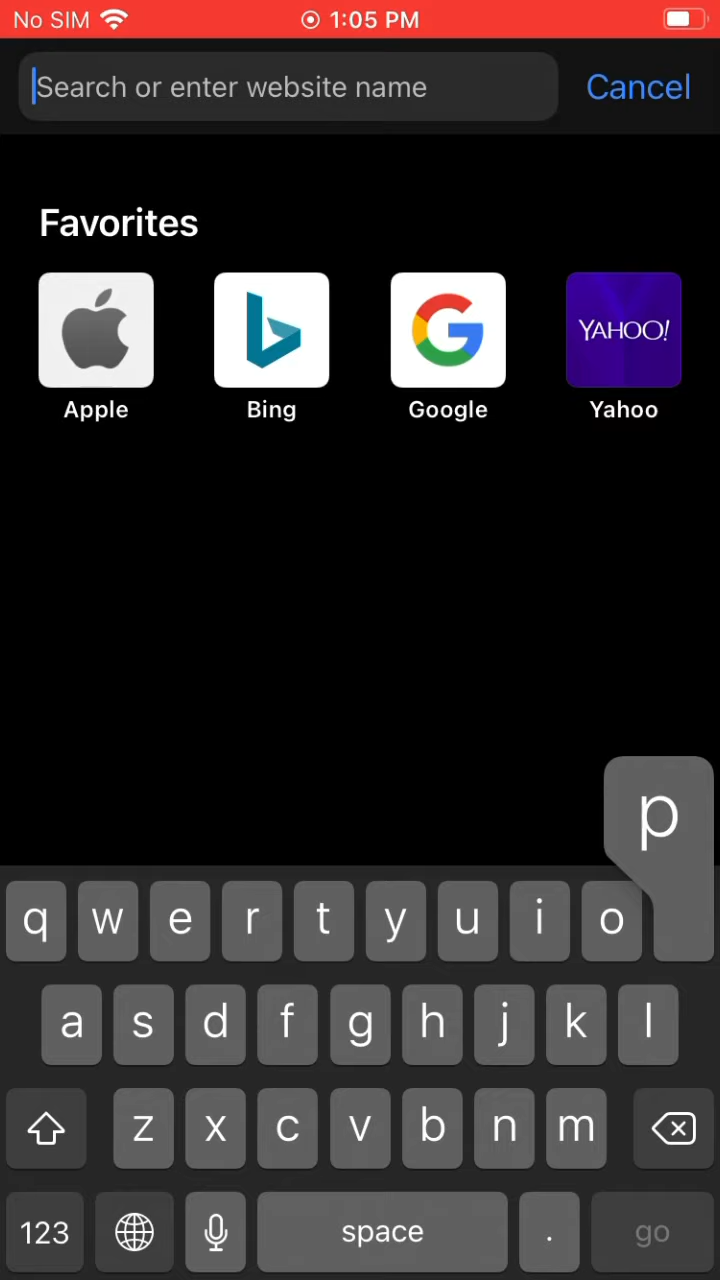 No SIM 1:05 PM
Search or enter website name Cancel
Favorites
YAHOO!
Apple Bing Google Yahoo
p
q w e r t y u i o
a s d f g h j k l
z x c v b n m
123 space . go